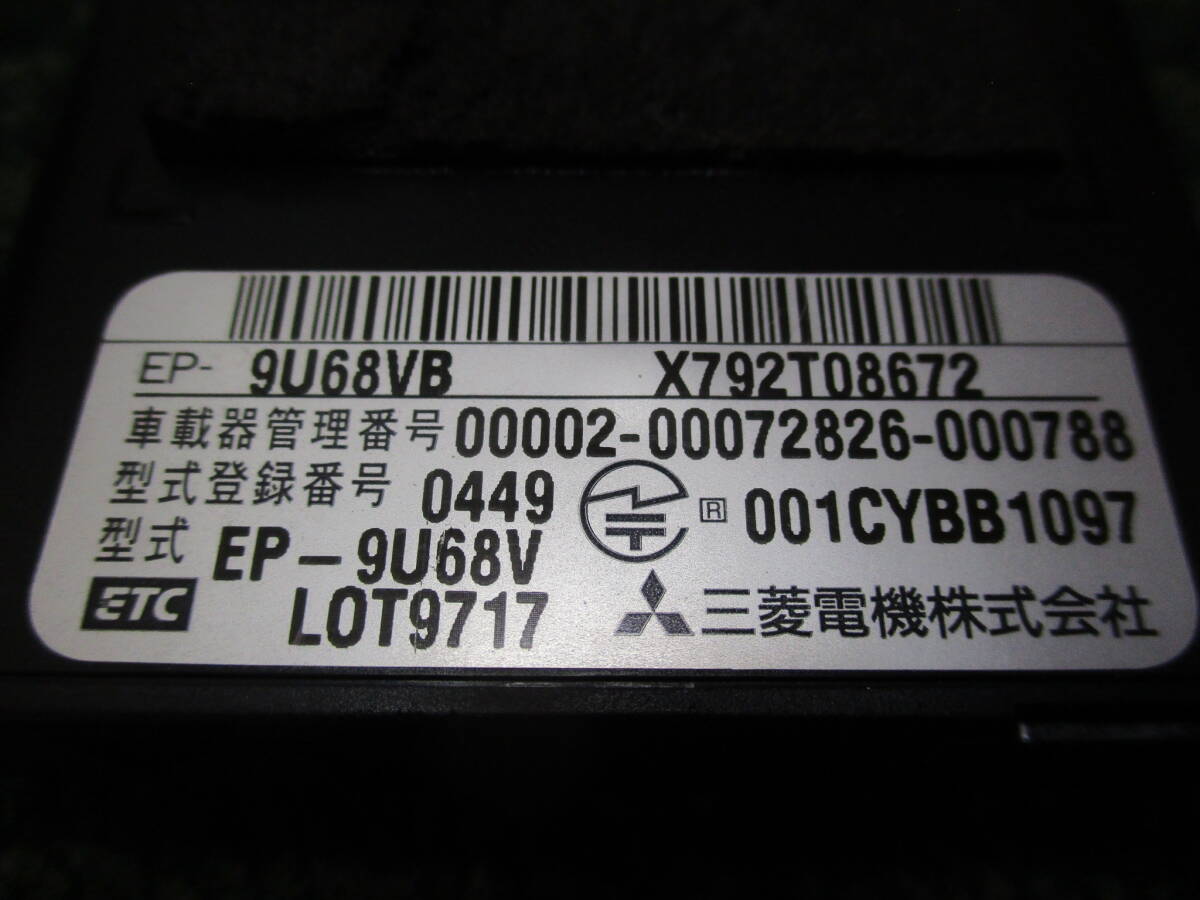 EP- 9U68VB X792T08672
車載器管理番号 00002-00072826-000788
型式登録番号 0449 R 001CYBB1097
型式 EP-9U68V
ETC LOT9717 三菱電機株式会社